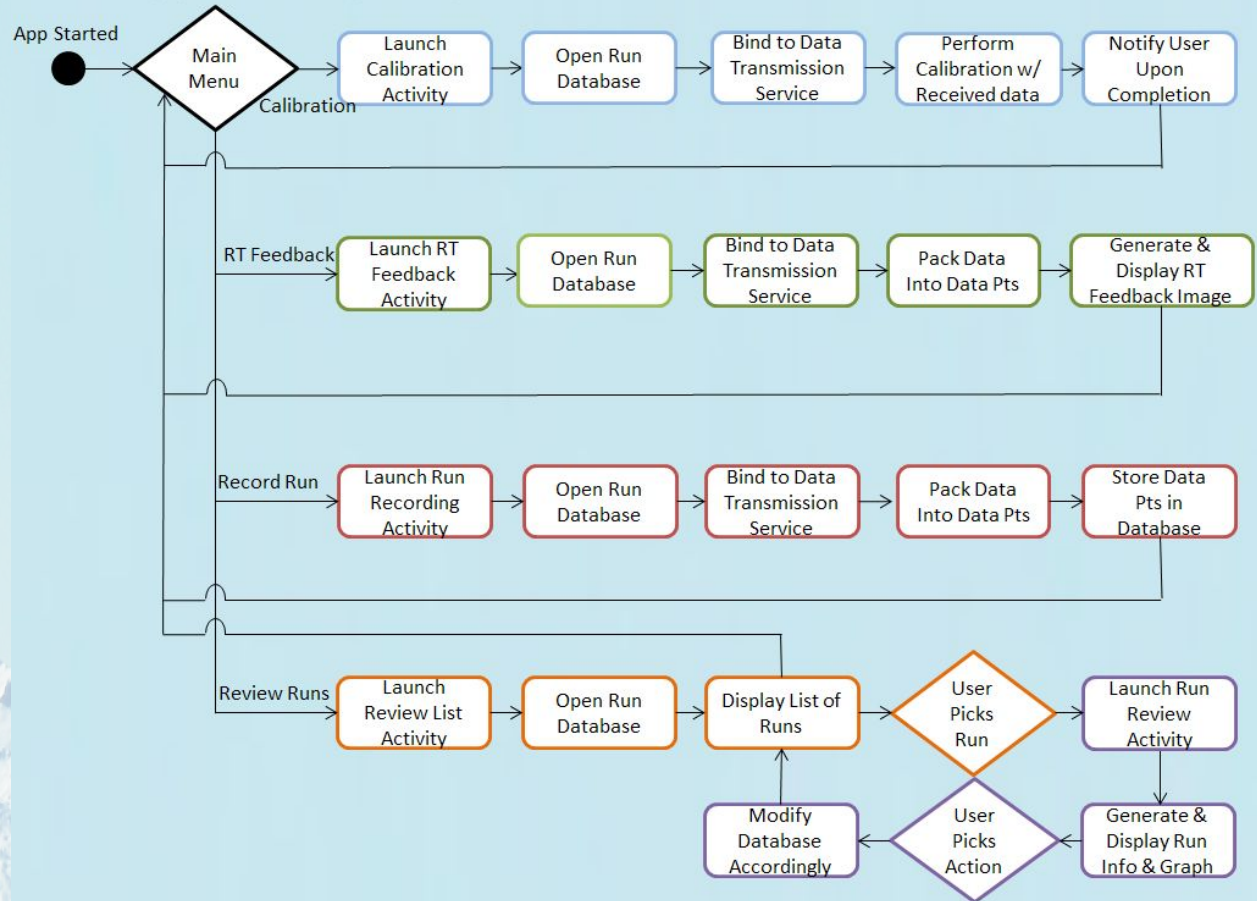 App Started
Main
Menu
Calibration
Launch
Calibration
Activity
Open Run
Database
Bind to Data
Transmission
Service
Perform
Calibration w/
Received data
Notify User
Upon
Completion
RT Feedback
Launch RT
Feedback
Activity
Open Run
Database
Bind to Data
Transmission
Service
Pack Data
Into Data Pts
Generate &
Display RT
Feedback Image
Record Run
Launch Run
Recording
Activity
Open Run
Database
Bind to Data
Transmission
Service
Pack Data
Into Data Pts
Store Data
Pts in
Database
Review Runs
Launch
Review List
Activity
Open Run
Database
Display List of
Runs
User
Picks
Run
Launch Run
Review
Activity
Modify
Database
Accordingly
User
Picks
Action
Generate &
Display Run
Info & Graph